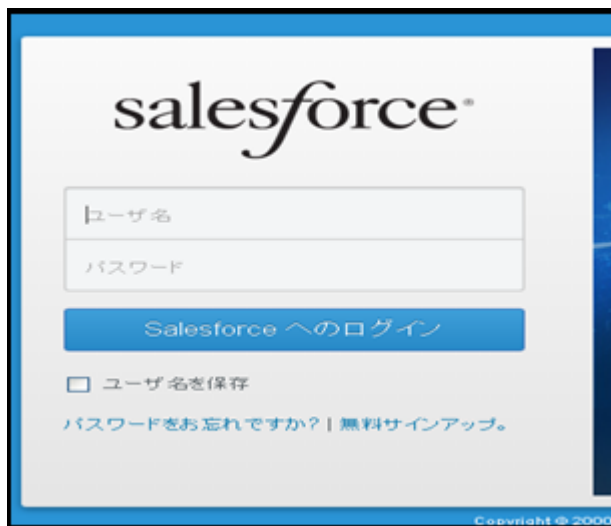 salesforce
ユーザ名
パスワード
Salesforce へのログイン
ユーザ名を保存
パスワードをお忘れですか? | 無料サインアップ。
Copyright © 2000